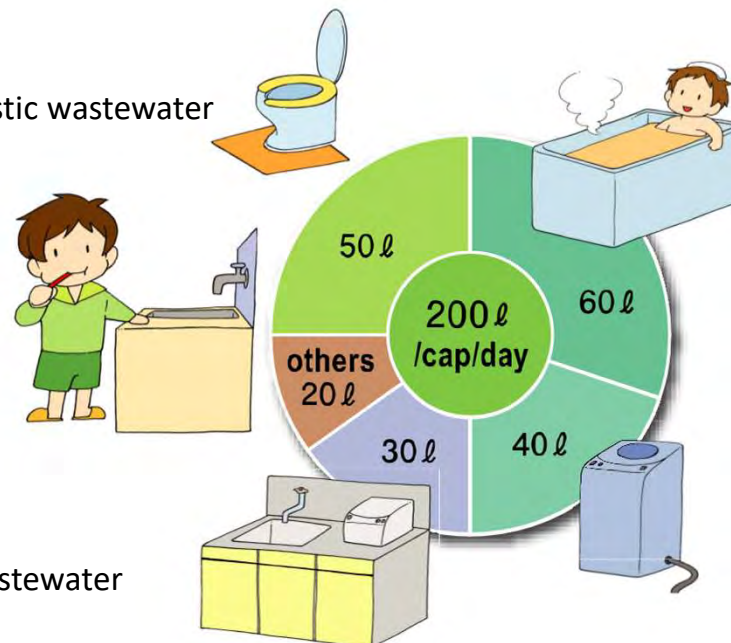 stic wastewater
50ℓ
60ℓ
200ℓ
/cap/day
others
20ℓ
30ℓ
40ℓ
stewater